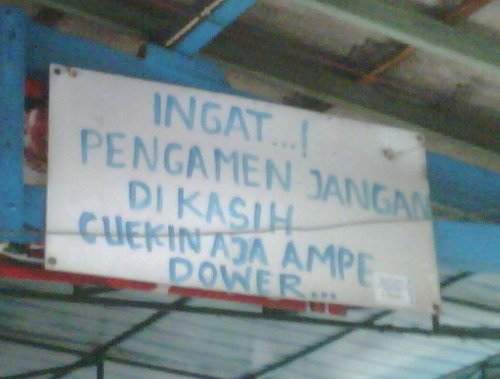 INGAT...!
PENGAMEN JANGAN
DI KASIH
CUEKIN AJA AMPE
DOWER...